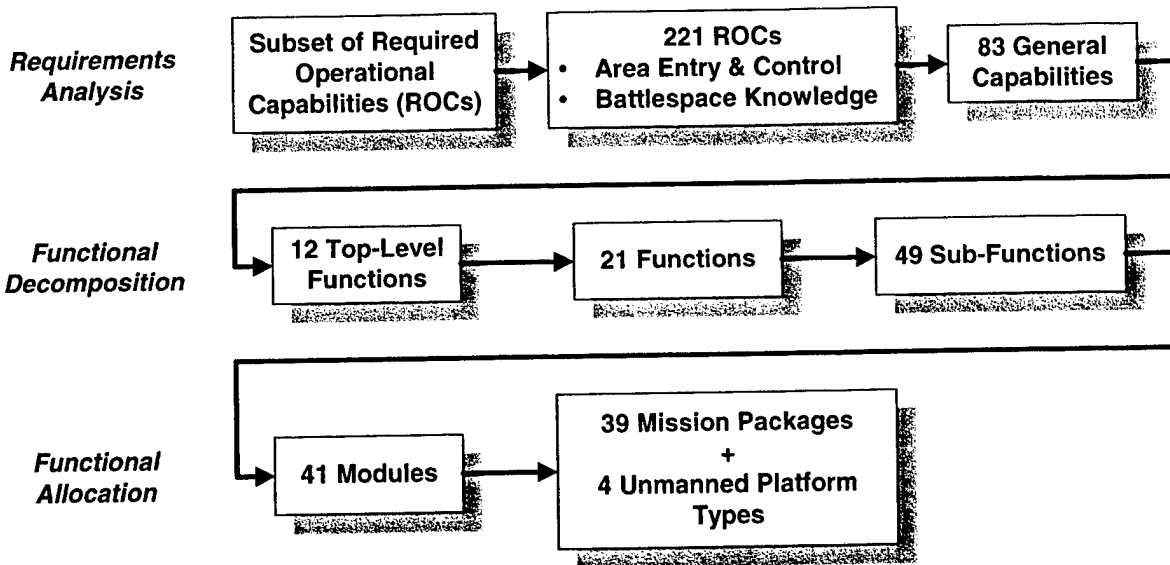 Requirements
Analysis
Subset of Required
Operational
Capabilities (ROCs)
221 ROCs
• Area Entry & Control
• Battlespace Knowledge
83 General
Capabilities
Functional
Decomposition
12 Top-Level
Functions
21 Functions
49 Sub-Functions
Functional
Allocation
41 Modules
39 Mission Packages
+
4 Unmanned Platform
Types